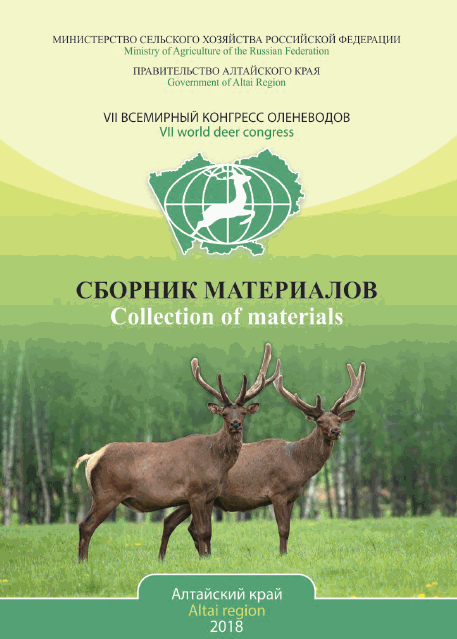 МИНИСТЕРСТВО СЕЛЬСКОГО ХОЗЯЙСТВА РОССИЙСКОЙ ФЕДЕРАЦИИ
Ministry of Agriculture of the Russian Federation
ПРАВИТЕЛЬСТВО АЛТАЙСКОГО КРАЯ
Government of Altai Region
VII ВСЕМИРНЫЙ КОНГРЕСС ОЛЕНЕВОДОВ
VII world deer congress
СБОРНИК МАТЕРИАЛОВ
Collection of materials
Алтайский край
Altai region
2018